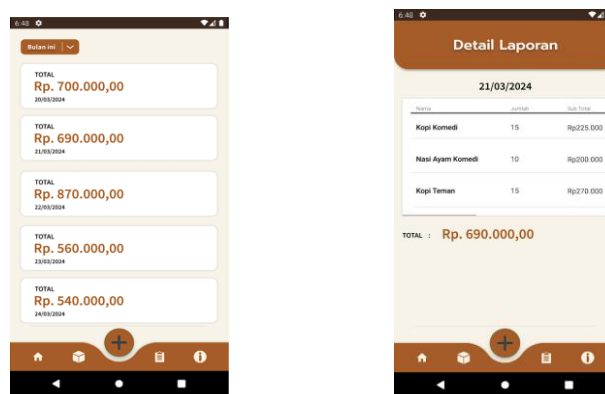 6:48
Bulan ini
TOTAL
Rp. 700.000,00
20/03/2024
TOTAL
Rp. 690.000,00
21/03/2024
TOTAL
Rp. 870.000,00
22/03/2024
TOTAL
Rp. 560.000,00
23/03/2024
TOTAL
Rp. 540.000,00
24/03/2024
6:48
Detail Laporan
21/03/2024
Nama Jumlah Sub Total
Kopi Komedi 15 Rp225.000
Nasi Ayam Komedi 10 Rp200.000
Kopi Teman 15 Rp270.000
TOTAL : Rp. 690.000,00